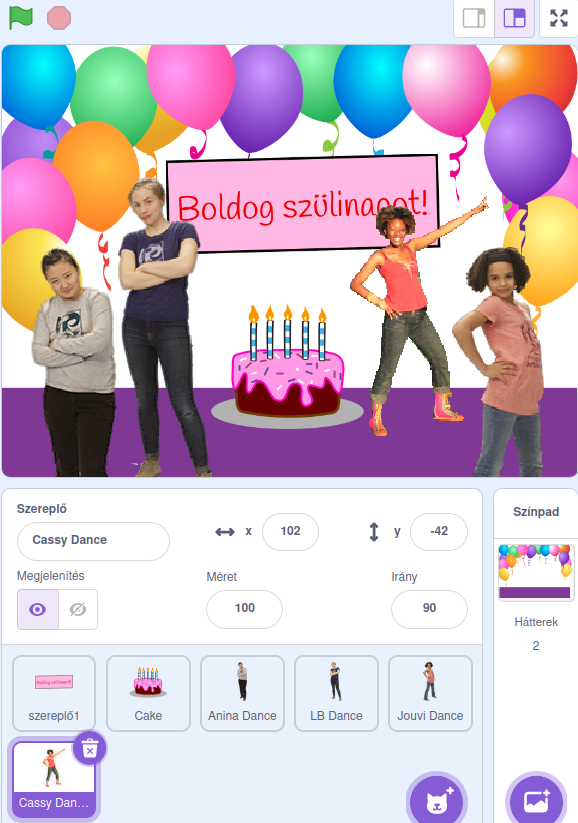 Boldog szülinapot!
Szereplő
Cassy Dance
x
102
y
-42
Megjelenítés
Méret
Irány
100
90
Színpad
Hátterek
2
Boldog szülinapot!
szereplő1
Cake
Anina Dance
LB Dance
Jouvi Dance
Cassy Dan...